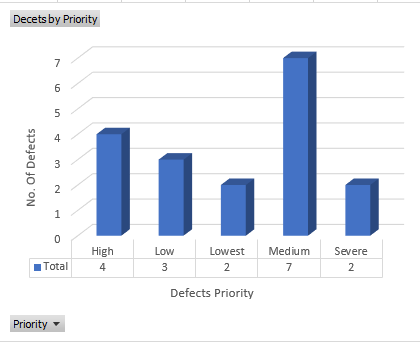 Decets by Priority
7
6
5
4
3
2
1
0
No. Of Defects
High Low Lowest Medium Severe
Total 4 3 2 7 2
Defects Priority
Priority